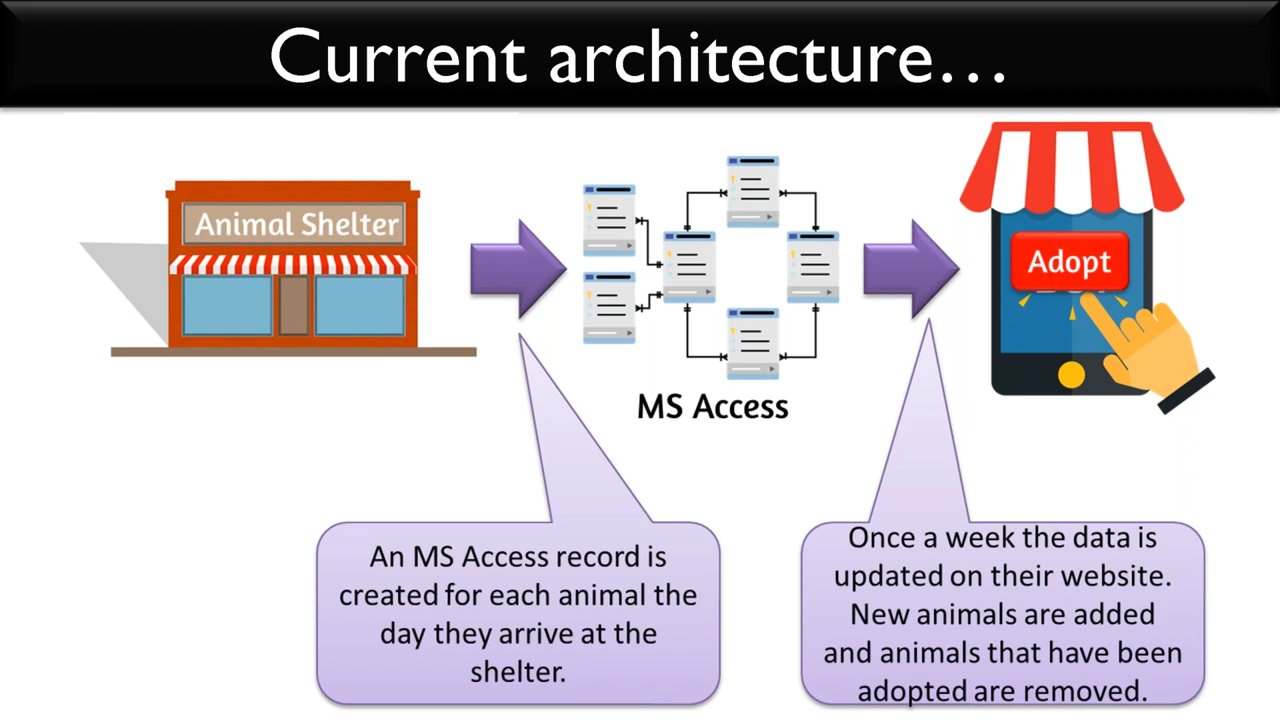 Current architecture…
Animal Shelter
Adopt
MS Access
An MS Access record is
created for each animal the
day they arrive at the
shelter.
Once a week the data is
updated on their website.
New animals are added
and animals that have been
adopted are removed.